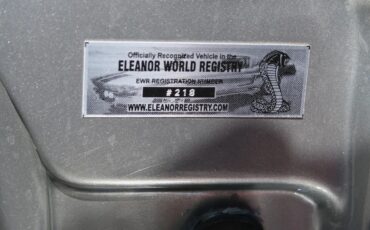 Officially Recognized Vehicle in the
ELEANOR WORLD REGISTRY
EWR REGISTRATION NUMBER
#218
WWW.ELEANORREGISTRY.COM